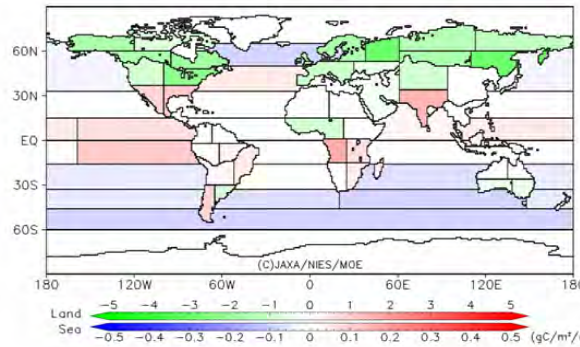 60N
30N
EQ
30S
60S
(C)JAXA/NIES/MOE
180 120W 60W 0 60E 120E 180
-5 -4 -3 -2 -1 0 1 2 3 4 5
Land
Sea
-0.5 -0.4 -0.3 -0.2 -0.1 0 0.1 0.2 0.3 0.4 0.5